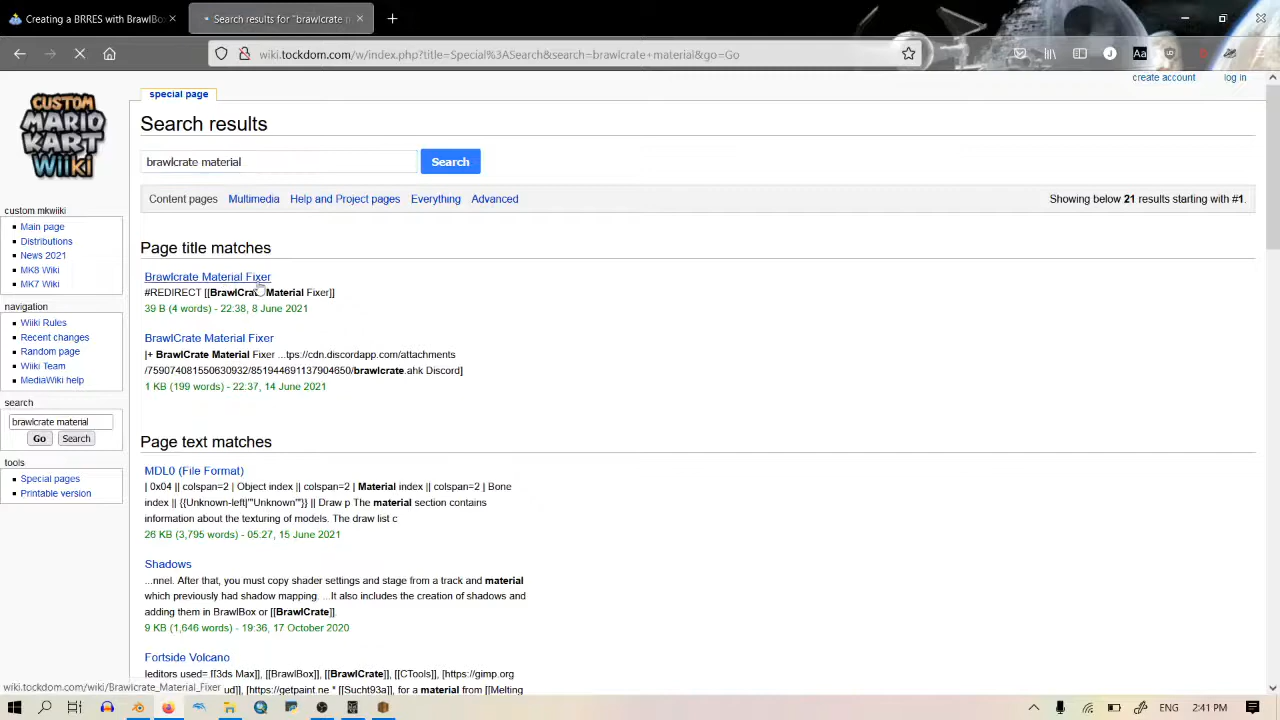 Creating a BRRES with BrawlBo
Search results for "brawlcrate m
wiki.tockdom.com/w/index.php?title=Special%3ASearch&search=brawlcrate+material&go=Go
create account
log in
CUSTOM
MARIO
KART
Wiiki
special page
Search results
brawlcrate material
Search
Content pages
Multimedia
Help and Project pages
Everything
Advanced
Showing below 21 results starting with #1.
custom mkwiiki
Main page
Distributions
News 2021
MK8 Wiki
MK7 Wiki
navigation
Wiiki Rules
Recent changes
Random page
Wiiki Team
MediaWiki help
search
brawlcrate material
Go
Search
tools
Special pages
Printable version
Page title matches
Brawlcrate Material Fixer
#REDIRECT [[BrawlCrate Material Fixer]]
39 B (4 words) - 22:38, 8 June 2021
BrawlCrate Material Fixer
|+ BrawlCrate Material Fixer ...tps://cdn.discordapp.com/attachments
/759074081550630932/851944691137904650/brawlcrate.ahk Discord]
1 KB (199 words) - 22:37, 14 June 2021
Page text matches
MDL0 (File Format)
| 0x04 || colspan=2 | Object index || colspan=2 | Material index || colspan=2 | Bone
index || {{Unknown-left|'"Unknown"'}} || Draw p The material section contains
information about the texturing of models. The draw list c
26 KB (3,795 words) - 05:27, 15 June 2021
Shadows
...nnel. After that, you must copy shader settings and stage from a track and material
which previously had shadow mapping. ...It also includes the creation of shadows and
adding them in BrawlBox or [[BrawlCrate]].
9 KB (1,646 words) - 19:36, 17 October 2020
Fortside Volcano
|editors used= [[3ds Max]], [[BrawlBox]], [[BrawlCrate]], [[CTools]], [https://gimp.org
ud], [https://getpaint.ne * [[Sucht93a]], for a material from [[Melting
wiki.tockdom.com/wiki/Brawlcrate_Material_Fixer
ENG
2:41 PM